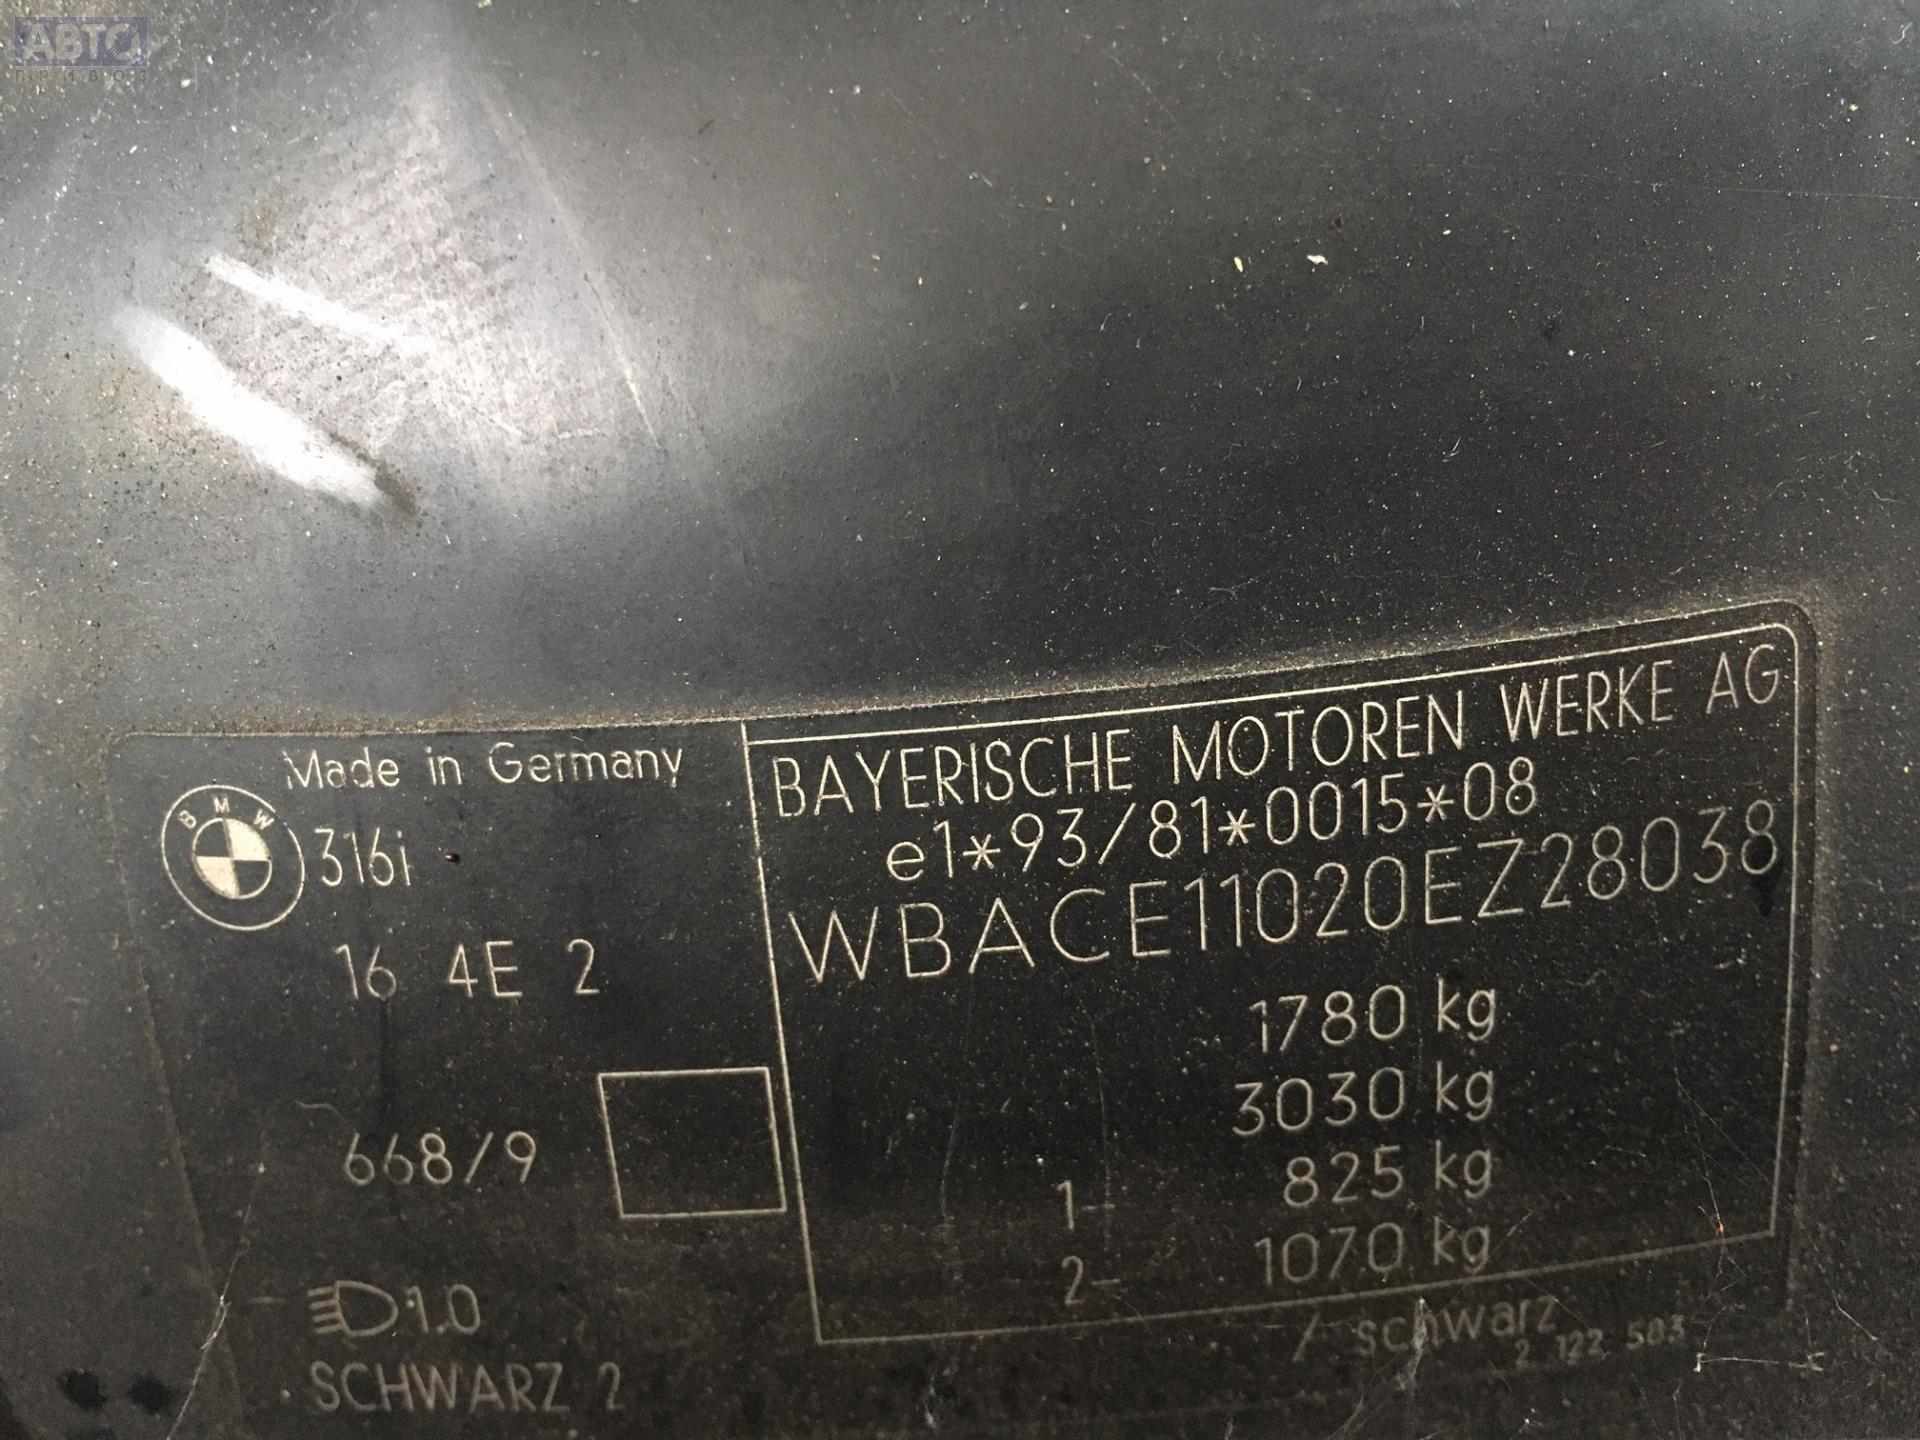 АВТО
ПРИВОЗ
Made in Germany
BMW
316i
16 4E 2
668/9
1.0
SCHWARZ 2
BAYERISCHE MOTOREN WERKE AG
e1*93/81*0015*08
WBACE11020EZ28038
1780 kg
3030 kg
1- 825 kg
2- 1070 kg
/ schwarz
2 122 503